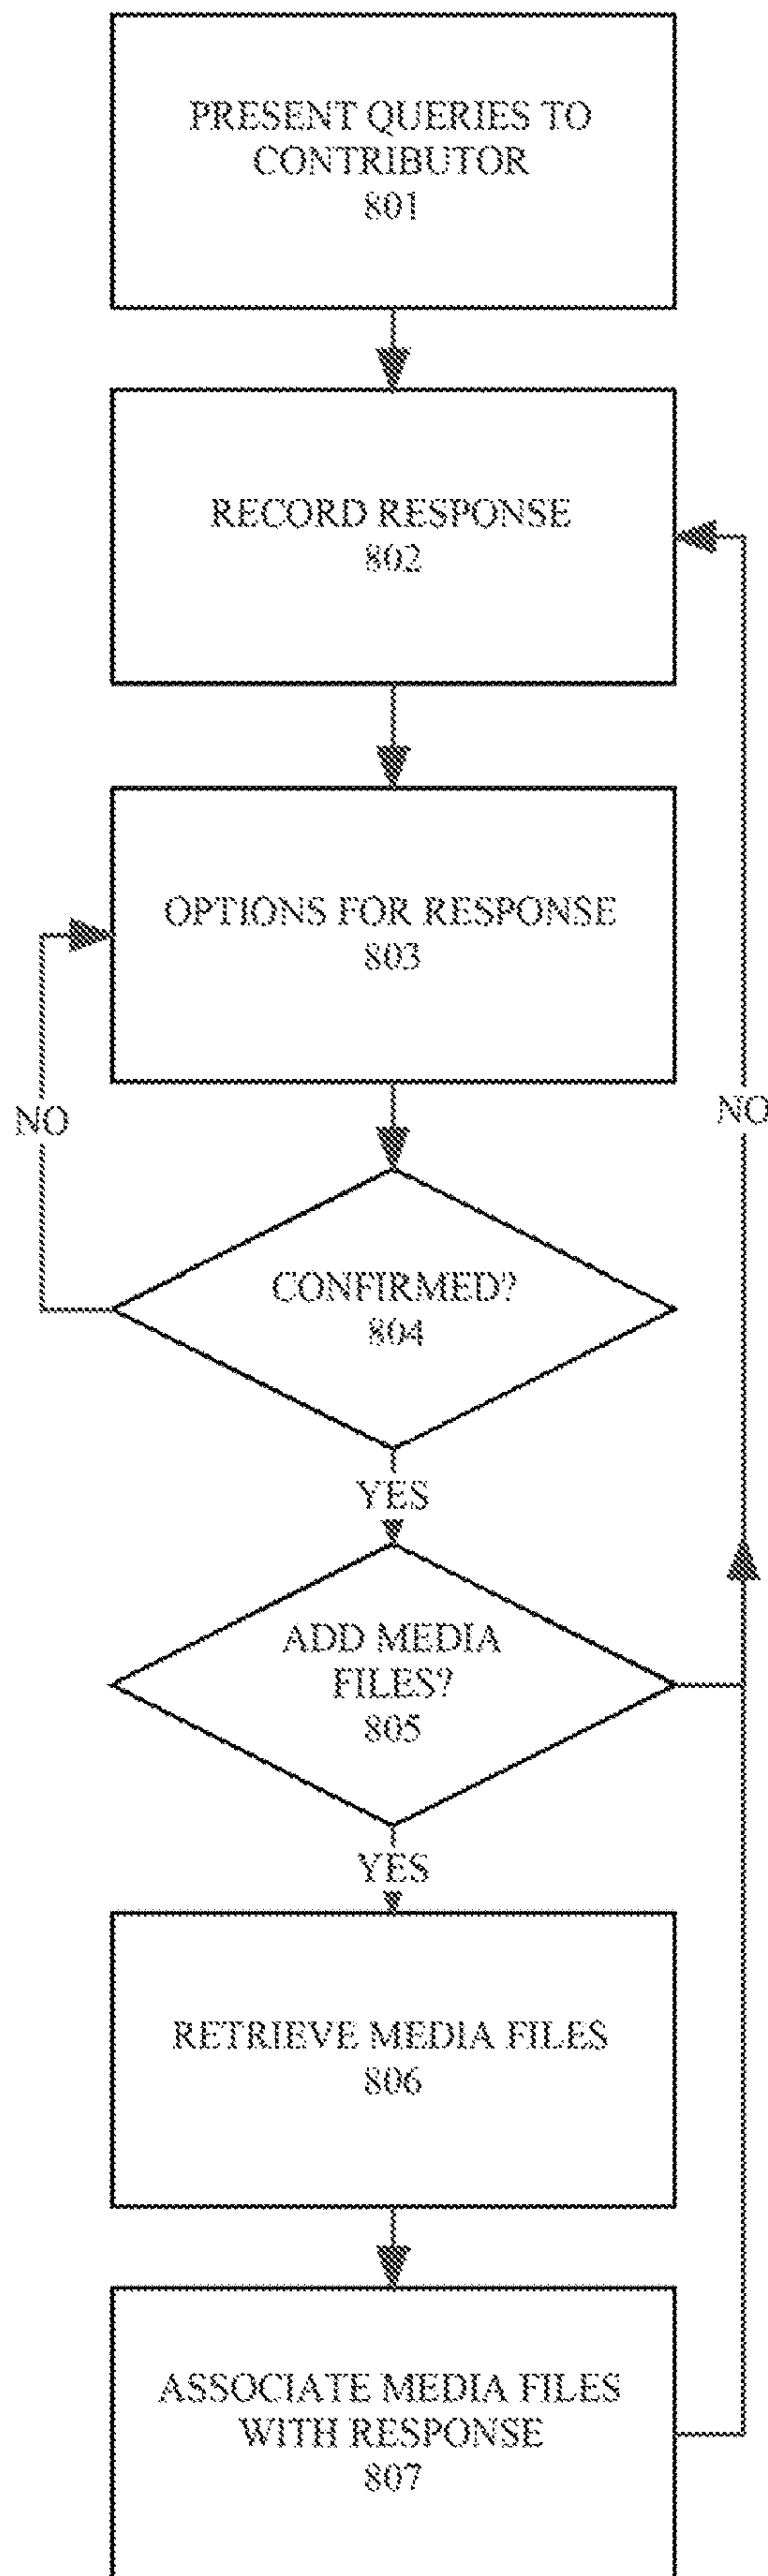 PRESENT QUERIES TO
CONTRIBUTOR
801
RECORD RESPONSE
802
OPTIONS FOR RESPONSE
803
NO
NO
CONFIRMED?
804
YES
ADD MEDIA
FILES?
805
YES
RETRIEVE MEDIA FILES
806
ASSOCIATE MEDIA FILES
WITH RESPONSE
807